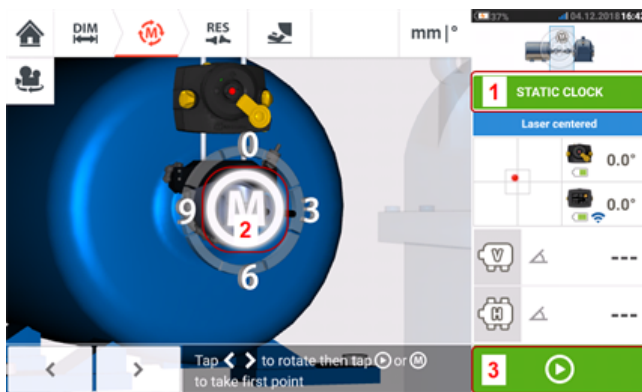 DIM
M
RES
mm|°
37%
04.12.2018 16:42
1 STATIC CLOCK
Laser centered
0.0°
0.0°
0
9
M
2
3
6
V
---
H
---
Tap < > to rotate then tap or M
to take first point
3